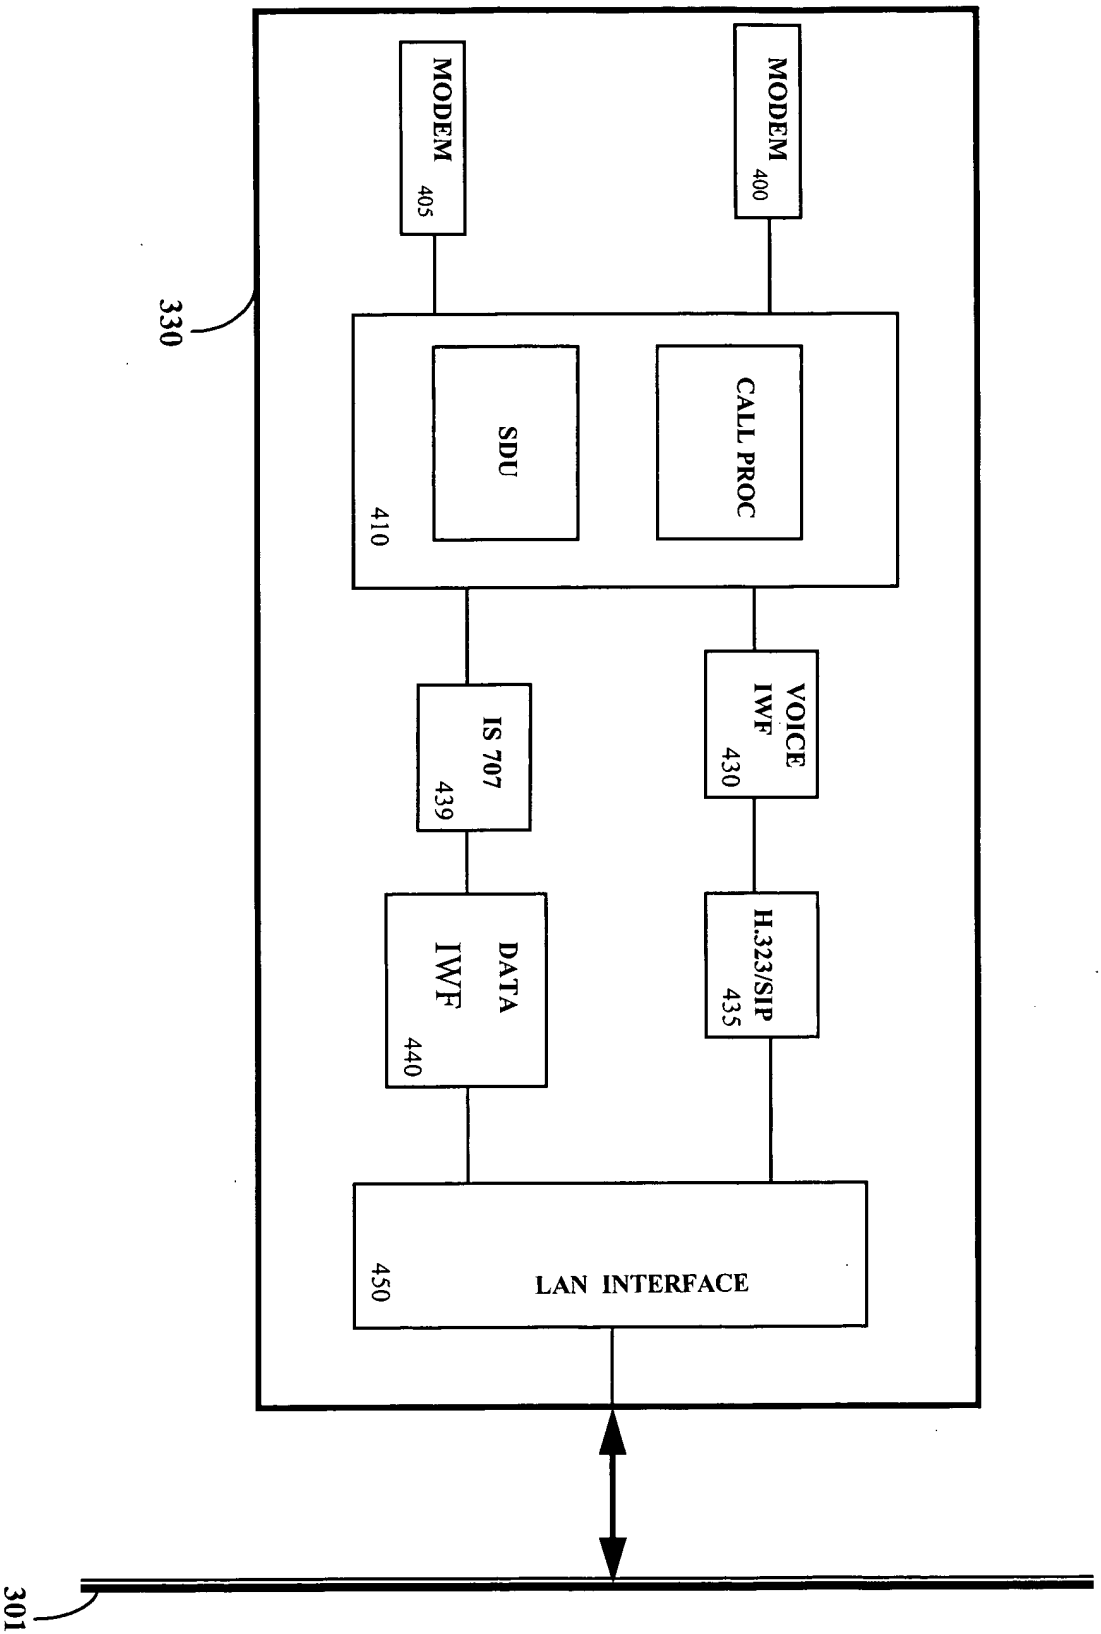 MODEM
400
MODEM
405
CALL PROC
SDU
410
VOICE
IWF
430
IS 707
439
H.323/SIP
435
DATA
IWF
440
LAN INTERFACE
450
330
301